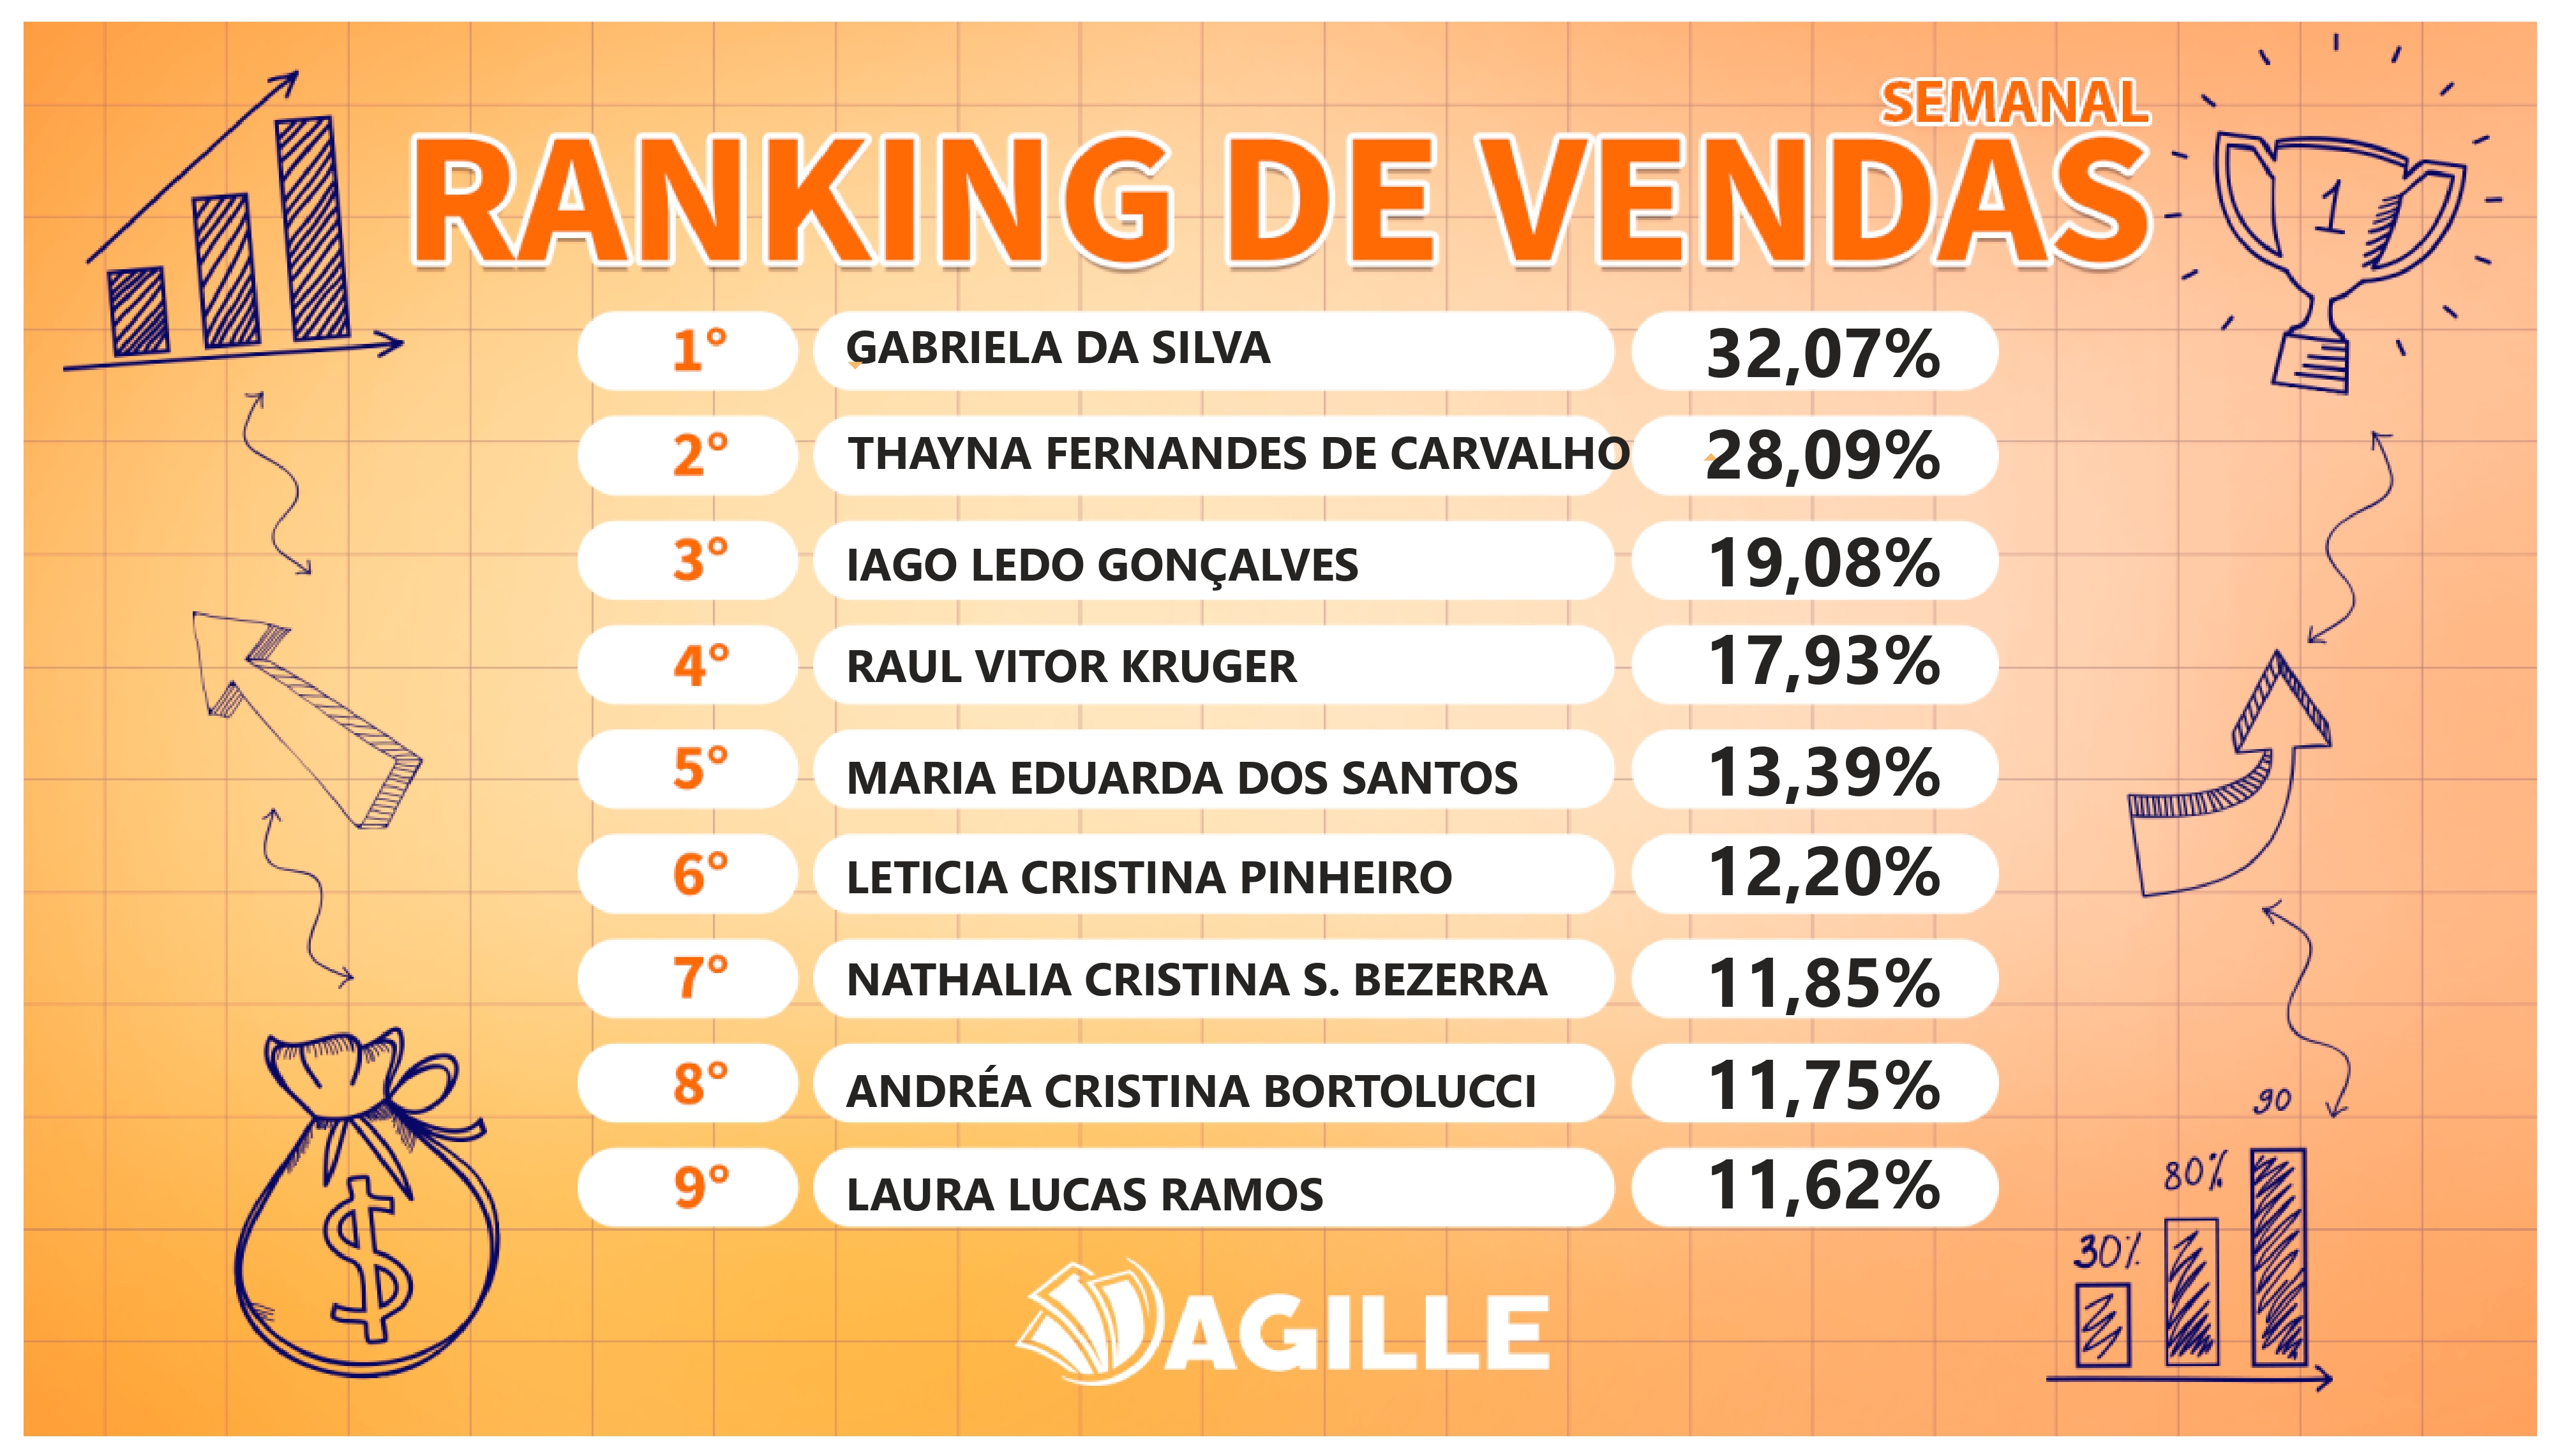 SEMANAL
RANKING DE VENDAS
1
1° GABRIELA DA SILVA 32,07%
2° THAYNA FERNANDES DE CARVALHO 28,09%
3° IAGO LEDO GONÇALVES 19,08%
4° RAUL VITOR KRUGER 17,93%
5° MARIA EDUARDA DOS SANTOS 13,39%
6° LETICIA CRISTINA PINHEIRO 12,20%
7° NATHALIA CRISTINA S. BEZERRA 11,85%
8° ANDRÉA CRISTINA BORTOLUCCI 11,75%
9° LAURA LUCAS RAMOS 11,62%
90
80%
30%
$
AGILLE